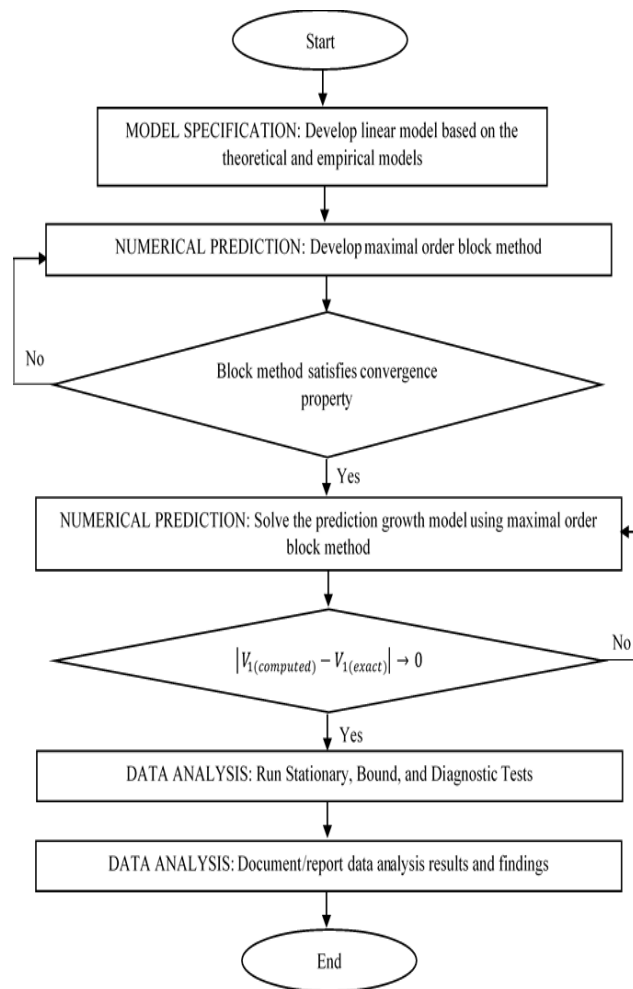 Start
MODEL SPECIFICATION: Develop linear model based on the
theoretical and empirical models
NUMERICAL PREDICTION: Develop maximal order block method
No
Block method satisfies convergence
property
Yes
NUMERICAL PREDICTION: Solve the prediction growth model using maximal order
block method
|V₁₍computed₎ − V₁₍exact₎| → 0
No
Yes
DATA ANALYSIS: Run Stationary, Bound, and Diagnostic Tests
DATA ANALYSIS: Document/report data analysis results and findings
End